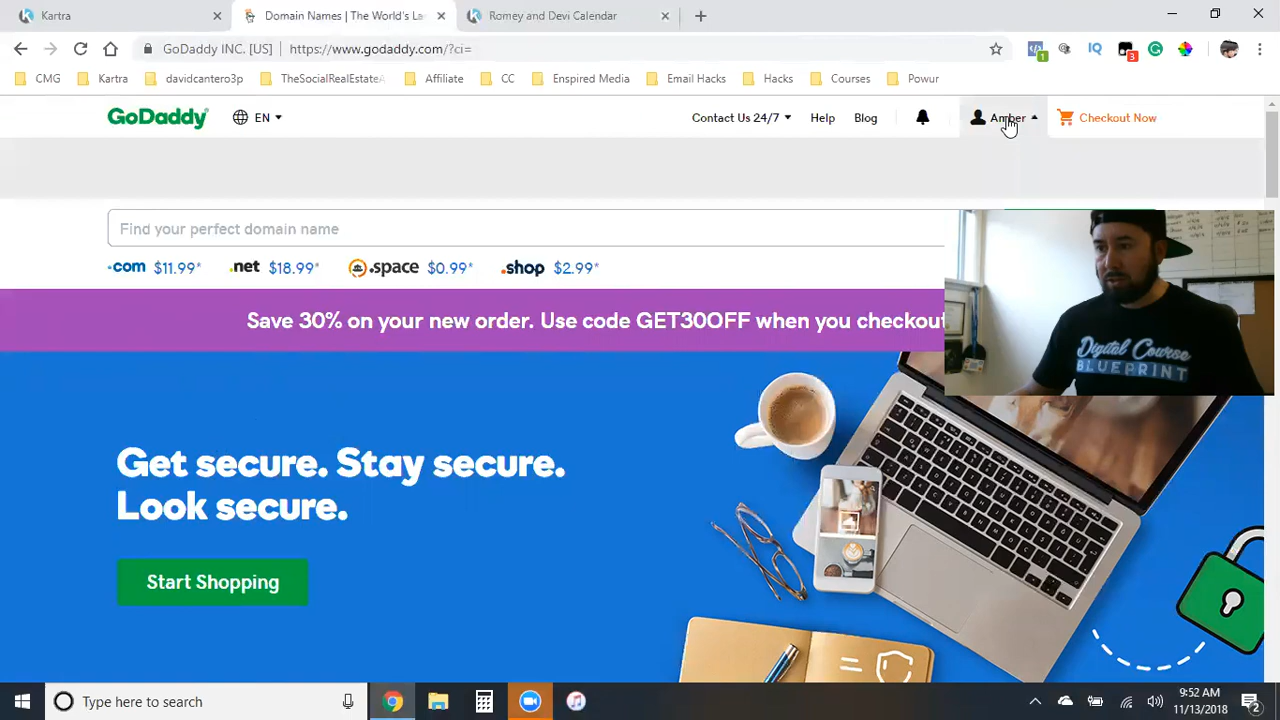 Kartra
Domain Names | The World's La
Romey and Devi Calendar
GoDaddy INC. [US] | https://www.godaddy.com/?ci=
1
IQ
3
CMG
Kartra
davidcantero3p
TheSocialRealEstateA
Affiliate
CC
Enspired Media
Email Hacks
Hacks
Courses
Powur
GoDaddy
EN
Contact Us 24/7
Help
Blog
Amber
Checkout Now
Find your perfect domain name
.com $11.99*
.net $18.99*
.space $0.99*
.shop $2.99*
Save 30% on your new order. Use code GET30OFF when you checkout
Digital Course
BLUEPRINT
Get secure. Stay secure.
Look secure.
Start Shopping
Type here to search
9:52 AM
11/13/2018
2